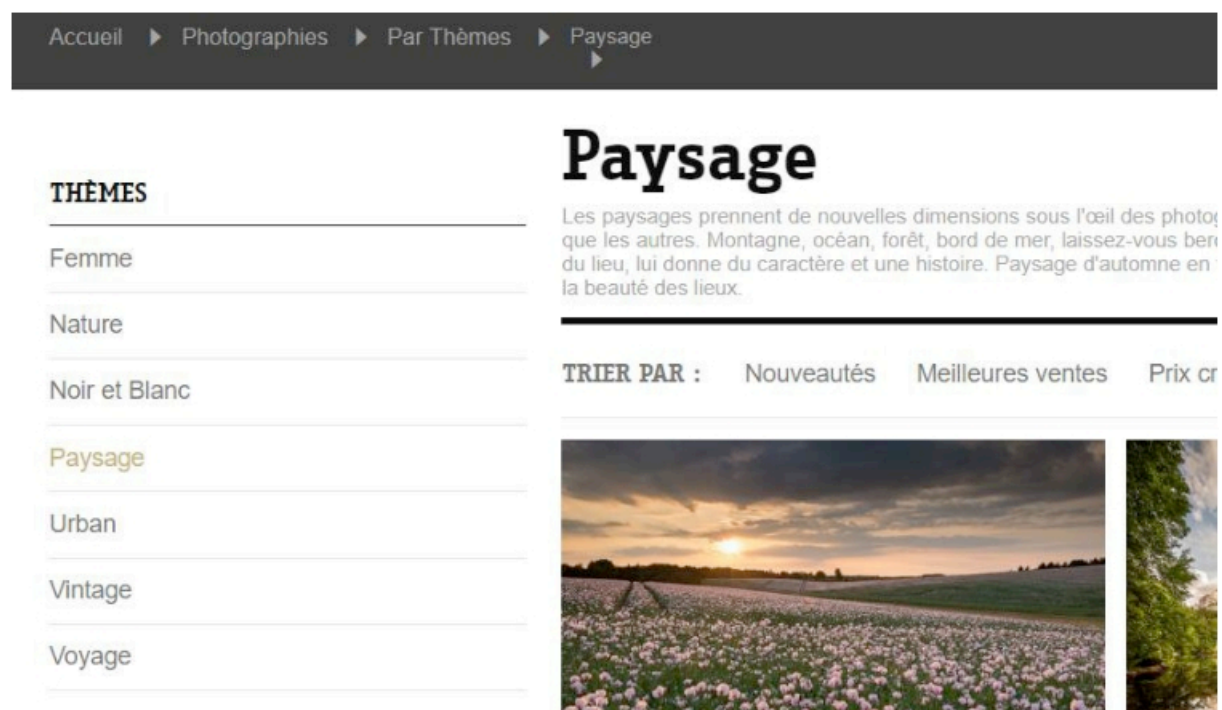 Accueil Photographies Par Thèmes Paysage
THÈMES
Femme
Nature
Noir et Blanc
Paysage
Urban
Vintage
Voyage
Paysage
Les paysages prennent de nouvelles dimensions sous l'œil des
que les autres. Montagne, océan, forêt, bord de mer, laissez-vous
du lieu, lui donne du caractère et une histoire. Paysage d'automne en
la beauté des lieux.
TRIER PAR : Nouveautés Meilleures ventes Prix